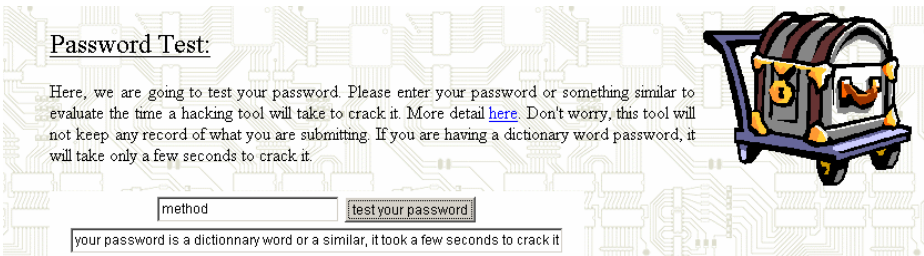 Password Test:
Here, we are going to test your password. Please enter your password or something similar to
evaluate the time a hacking tool will take to crack it. More detail here. Don't worry, this tool will
not keep any record of what you are submitting. If you are having a dictionary word password, it
will take only a few seconds to crack it.
method test your password
your password is a dictionnary word or a similar, it took a few seconds to crack it